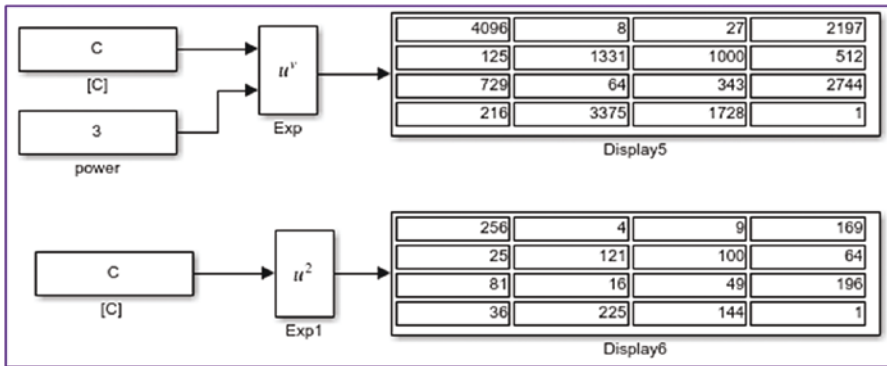 C
[C]
3
power
u^v
Exp
4096 8 27 2197
125 1331 1000 512
729 64 343 2744
216 3375 1728 1
Display5
C
[C]
u^2
Exp1
256 4 9 169
25 121 100 64
81 16 49 196
36 225 144 1
Display6